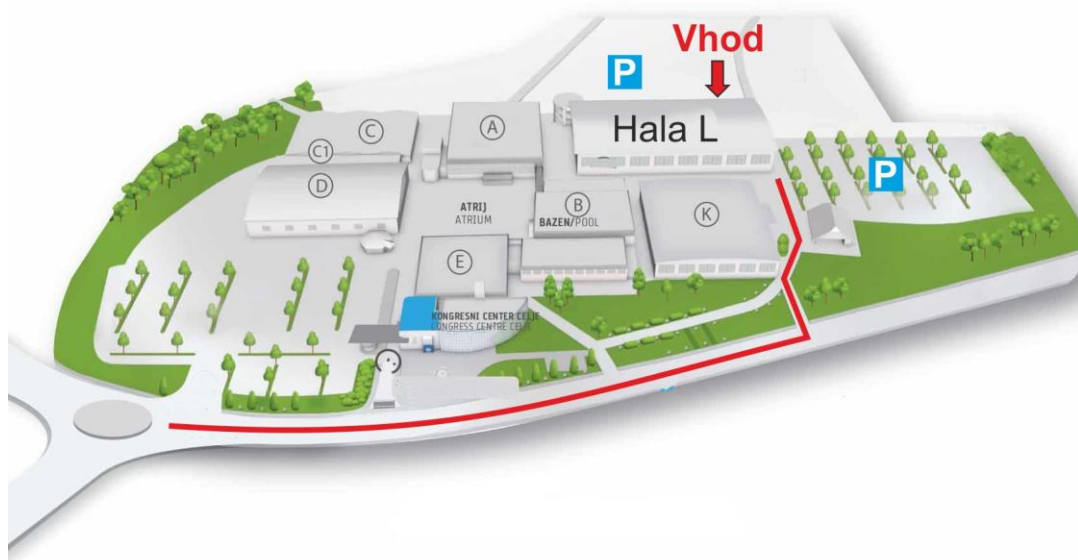 Vhod
P
Hala L
A
C
C1
D
P
ATRIJ
ATRIUM
B
BAZEN/POOL
K
E
KONGRESNI CENTER CELJE
CONGRESS CENTRE CELJE